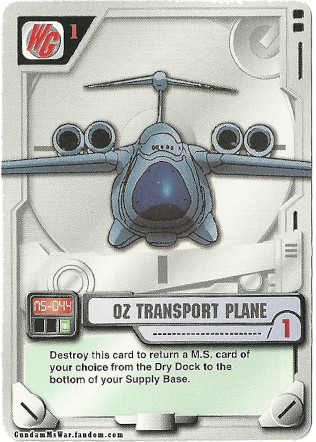 WG 1
MS-044
OZ TRANSPORT PLANE
1
Destroy this card to return a M.S. card of
your choice from the Dry Dock to the
bottom of your Supply Base.
GundamMsWar.fandom.com